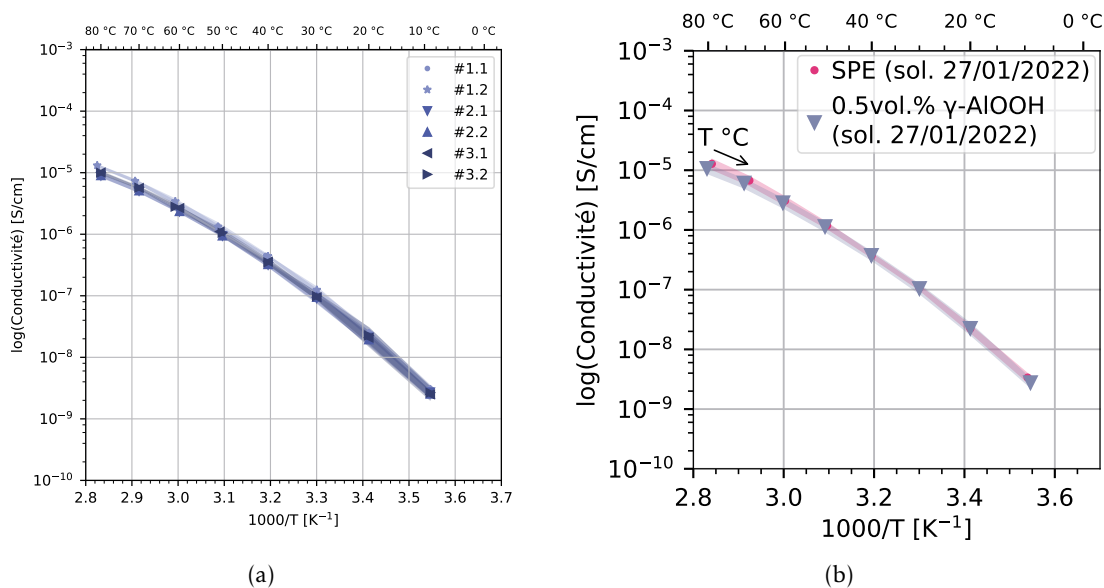 80 °C 70 °C 60 °C 50 °C 40 °C 30 °C 20 °C 10 °C 0 °C
10⁻³
10⁻⁴
10⁻⁵
10⁻⁶
10⁻⁷
10⁻⁸
10⁻⁹
10⁻¹⁰
log(Conductivité) [S/cm]
#1.1
#1.2
#2.1
#2.2
#3.1
#3.2
2.8 2.9 3.0 3.1 3.2 3.3 3.4 3.5 3.6 3.7
1000/T [K⁻¹]
(a)
80 °C 60 °C 40 °C 20 °C 0 °C
10⁻³
10⁻⁴
10⁻⁵
10⁻⁶
10⁻⁷
10⁻⁸
10⁻⁹
10⁻¹⁰
log(Conductivité) [S/cm]
SPE (sol. 27/01/2022)
0.5vol.% γ-AlOOH
(sol. 27/01/2022)
T °C
2.8 3.0 3.2 3.4 3.6
1000/T [K⁻¹]
(b)